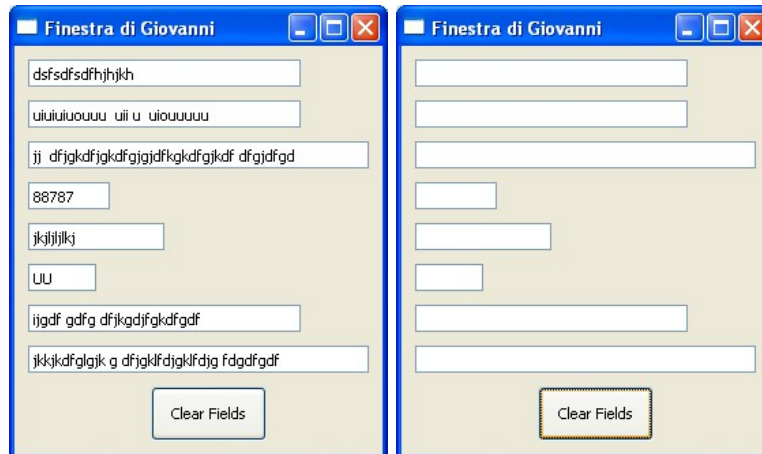 Finestra di Giovanni
dsfsdfsdfhjhjkh
uiuiuiuouuu uii u uiouuuuu
jj dfjgkdfjgkdfgjgjdfkgkdfgjkdf dfgjdfgd
88787
jkjljljlkj
UU
ijgdf gdfg dfjkgdjfgkdfgdf
jkkjkdfglgjk g dfjgklfdjgklfdjg fdgdfgdf
Clear Fields
Finestra di Giovanni
Clear Fields